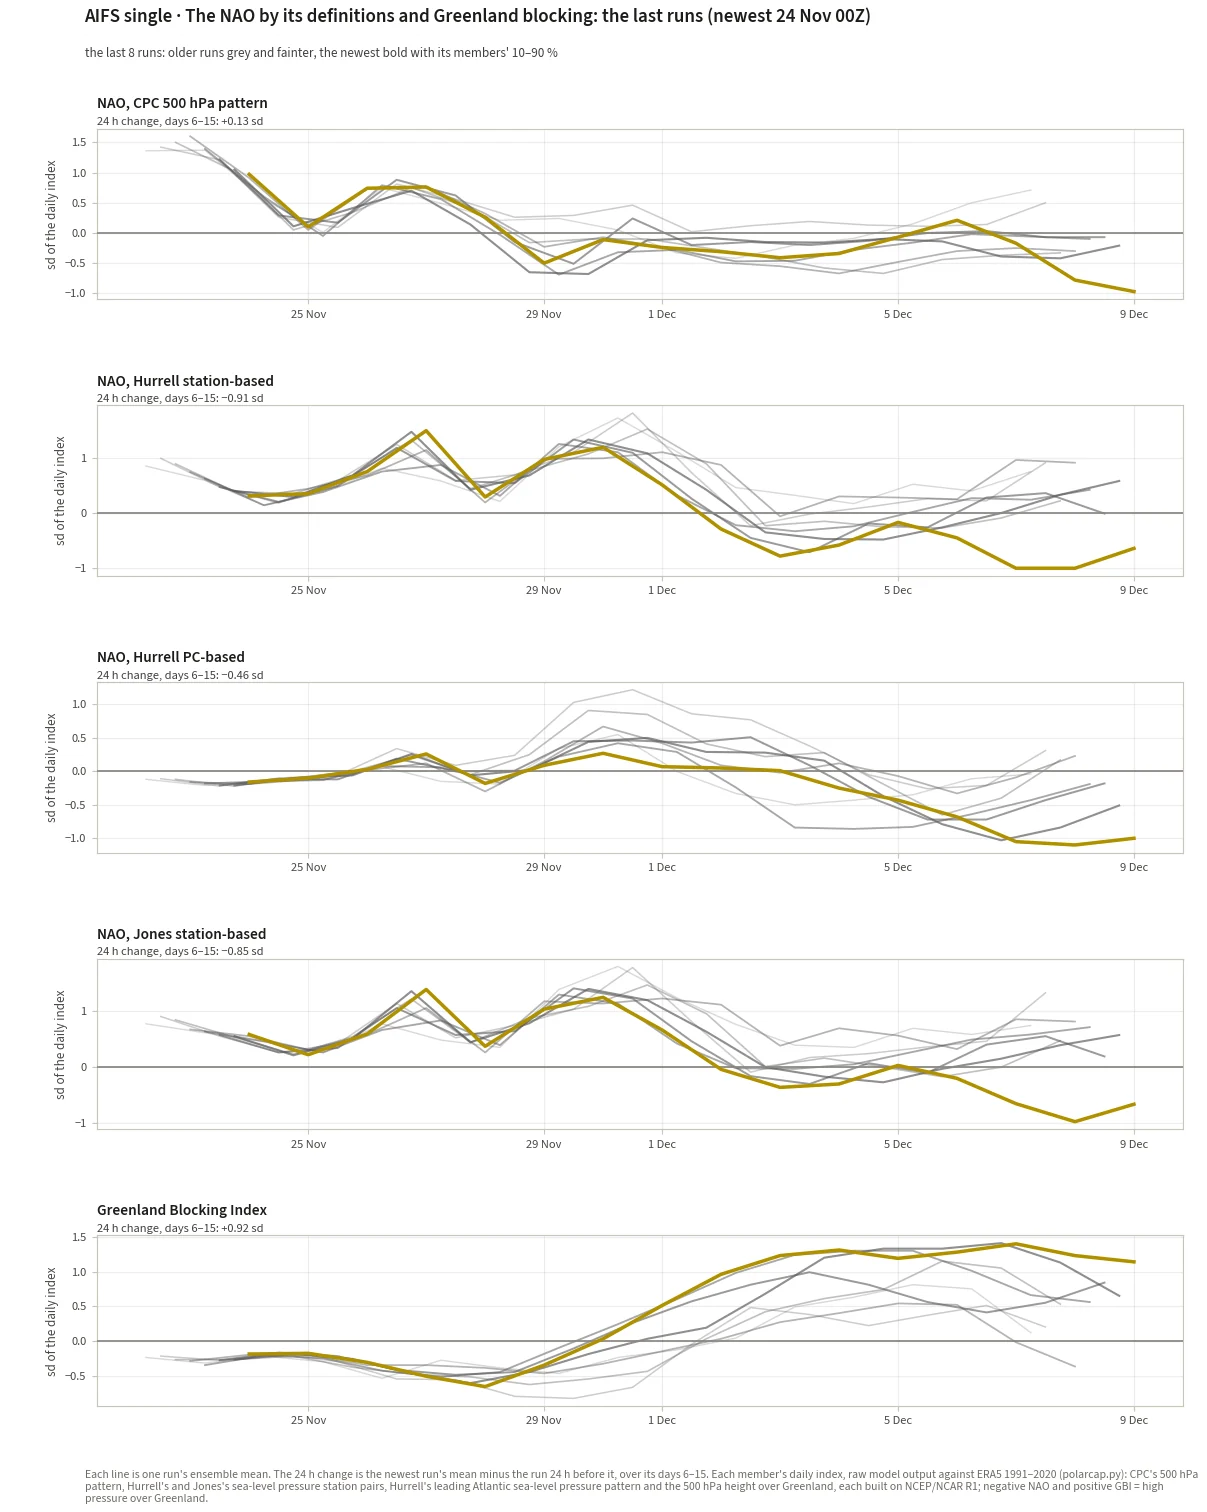 AIFS single · The NAO by its definitions and Greenland blocking: the last runs (newest 24 Nov 00Z)
the last 8 runs: older runs grey and fainter, the newest bold with its members' 10–90 %
NAO, CPC 500 hPa pattern
24 h change, days 6–15: +0.13 sd
sd of the daily index
1.5
1.0
0.5
0.0
−0.5
−1.0
25 Nov
29 Nov
1 Dec
5 Dec
9 Dec
NAO, Hurrell station-based
24 h change, days 6–15: −0.91 sd
sd of the daily index
1
0
−1
25 Nov
29 Nov
1 Dec
5 Dec
9 Dec
NAO, Hurrell PC-based
24 h change, days 6–15: −0.46 sd
sd of the daily index
1.0
0.5
0.0
−0.5
−1.0
25 Nov
29 Nov
1 Dec
5 Dec
9 Dec
NAO, Jones station-based
24 h change, days 6–15: −0.85 sd
sd of the daily index
1
0
−1
25 Nov
29 Nov
1 Dec
5 Dec
9 Dec
Greenland Blocking Index
24 h change, days 6–15: +0.92 sd
sd of the daily index
1.5
1.0
0.5
0.0
−0.5
25 Nov
29 Nov
1 Dec
5 Dec
9 Dec
Each line is one run's ensemble mean. The 24 h change is the newest run's mean minus the run 24 h before it, over its days 6–15. Each member's daily index, raw model output against ERA5 1991–2020 (polarcap.py): CPC's 500 hPa
pattern, Hurrell's and Jones's sea-level pressure station pairs, Hurrell's leading Atlantic sea-level pressure pattern and the 500 hPa height over Greenland, each built on NCEP/NCAR R1; negative NAO and positive GBI = high
pressure over Greenland.